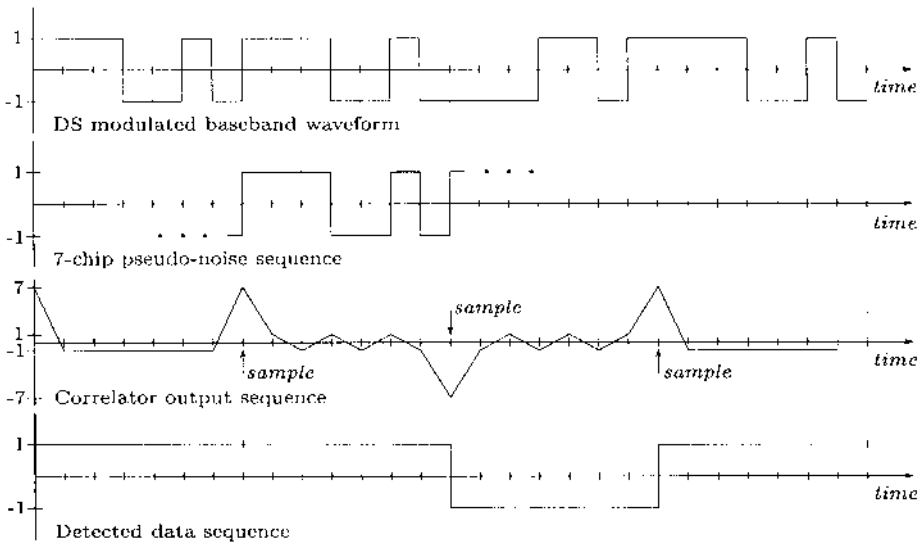 1
-1
time
DS modulated baseband waveform
1
-1
time
7-chip pseudo-noise sequence
7
sample
1
-1
time
sample
sample
-7
Correlator output sequence
1
-1
time
Detected data sequence